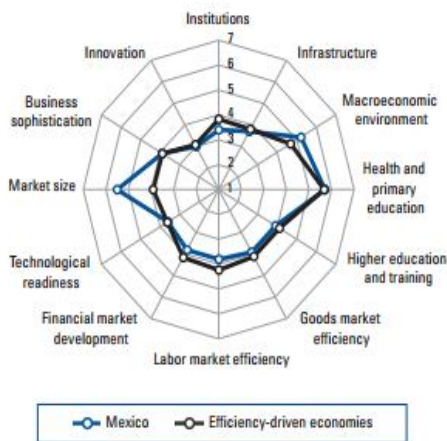 Institutions
Infrastructure
Macroeconomic
environment
Health and
primary
education
Higher education
and training
Goods market
efficiency
Labor market efficiency
Financial market
development
Technological
readiness
Market size
Business
sophistication
Innovation
7
6
5
4
3
2
1
Mexico
Efficiency-driven economies